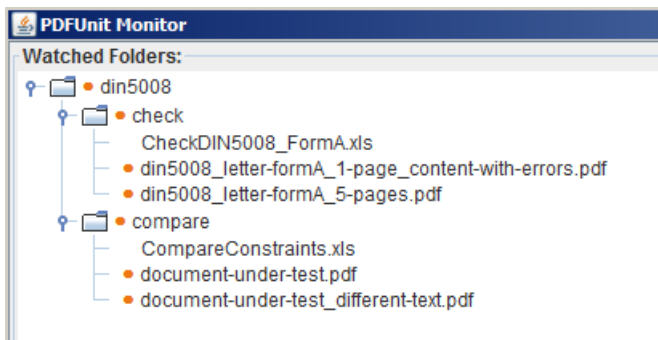 PDFUnit Monitor
Watched Folders:
din5008
check
CheckDIN5008_FormA.xls
din5008_letter-formA_1-page_content-with-errors.pdf
din5008_letter-formA_5-pages.pdf
compare
CompareConstraints.xls
document-under-test.pdf
document-under-test_different-text.pdf